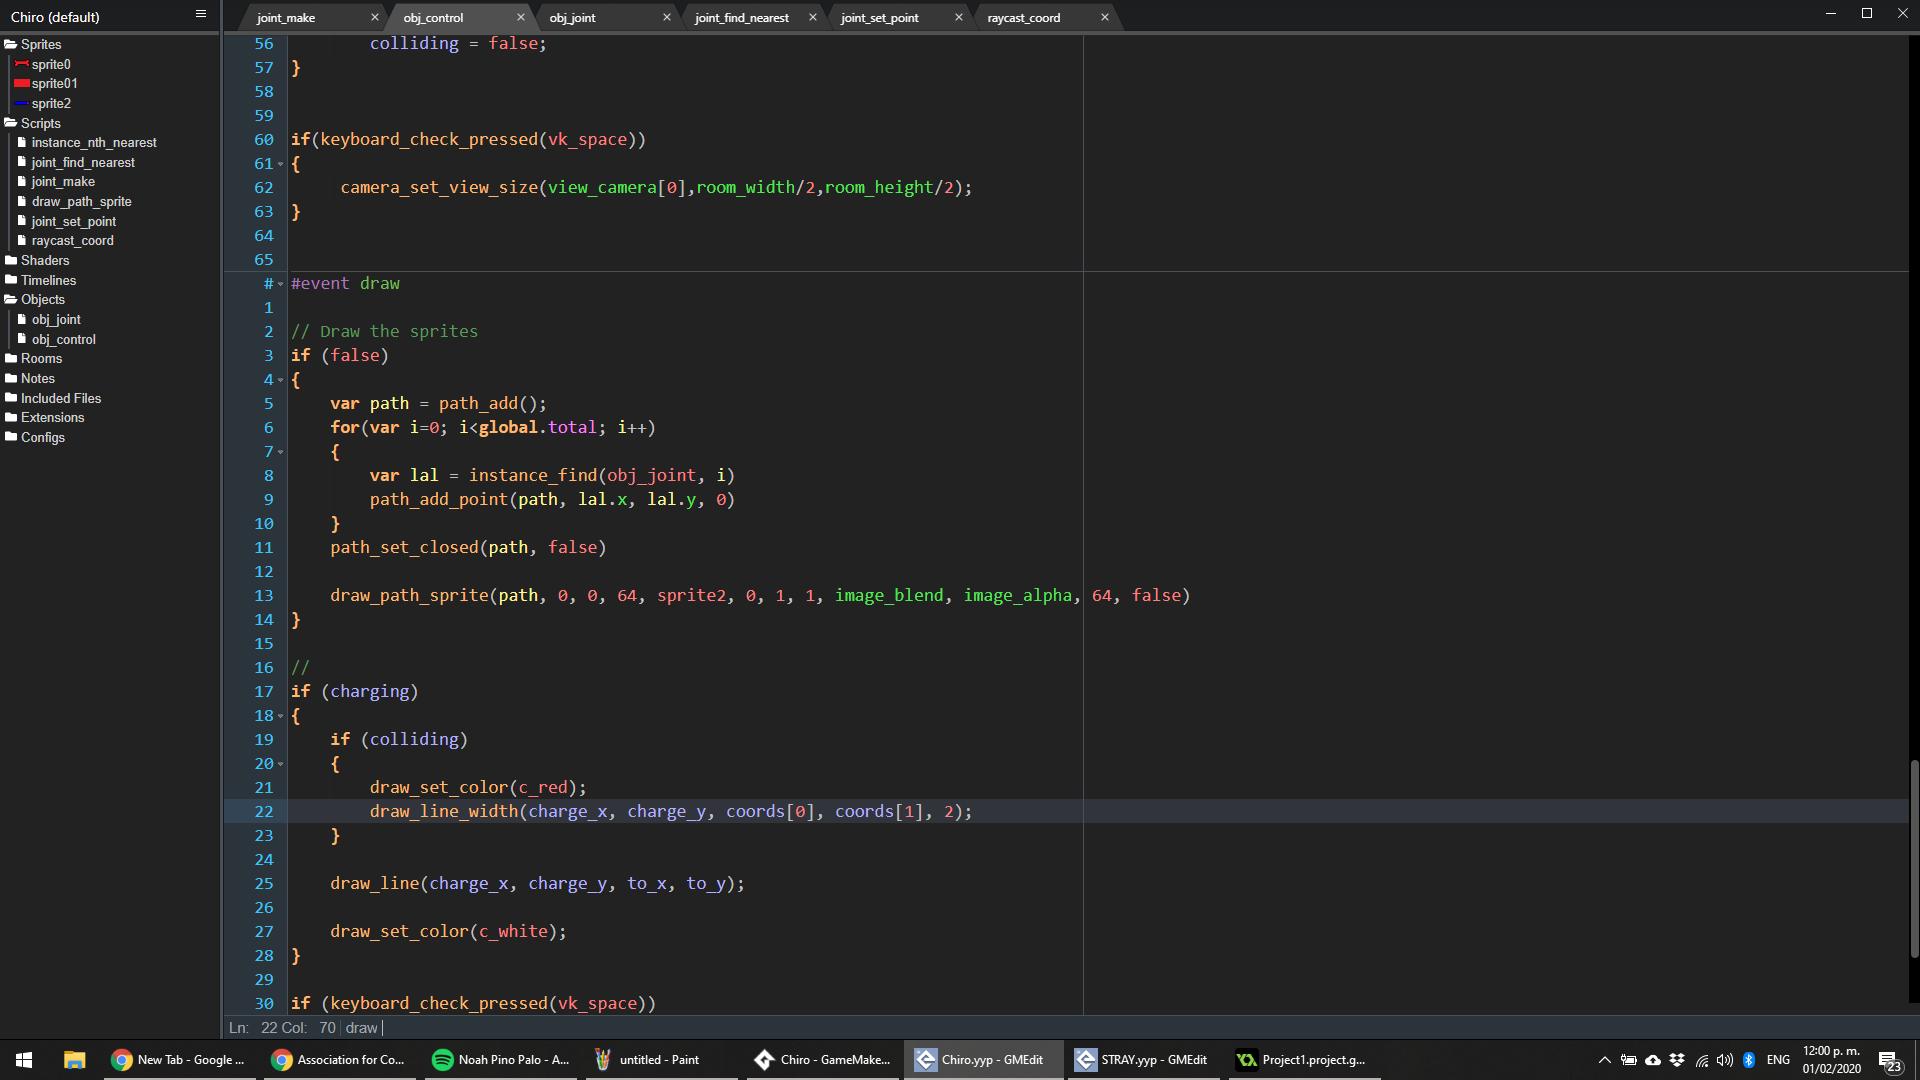 Chiro (default)
joint_make
obj_control
obj_joint
joint_find_nearest
joint_set_point
raycast_coord
Sprites
sprite0
sprite01
sprite2
Scripts
instance_nth_nearest
joint_find_nearest
joint_make
draw_path_sprite
joint_set_point
raycast_coord
Shaders
Timelines
Objects
obj_joint
obj_control
Rooms
Notes
Included Files
Extensions
Configs
56 colliding = false;
57 }
58
59
60 if(keyboard_check_pressed(vk_space))
61 {
62 camera_set_view_size(view_camera[0],room_width/2,room_height/2);
63 }
64
65
# #event draw
1
2 // Draw the sprites
3 if (false)
4 {
5 var path = path_add();
6 for(var i=0; i<global.total; i++)
7 {
8 var lal = instance_find(obj_joint, i)
9 path_add_point(path, lal.x, lal.y, 0)
10 }
11 path_set_closed(path, false)
12
13 draw_path_sprite(path, 0, 0, 64, sprite2, 0, 1, 1, image_blend, image_alpha, 64, false)
14 }
15
16 //
17 if (charging)
18 {
19 if (colliding)
20 {
21 draw_set_color(c_red);
22 draw_line_width(charge_x, charge_y, coords[0], coords[1], 2);
23 }
24
25 draw_line(charge_x, charge_y, to_x, to_y);
26
27 draw_set_color(c_white);
28 }
29
30 if (keyboard_check_pressed(vk_space))
Ln: 22 Col: 70 draw
New Tab - Google ...
Association for Co...
Noah Pino Palo - A...
untitled - Paint
Chiro - GameMake...
Chiro.yyp - GMEdit
STRAY.yyp - GMEdit
Project1.project.g...
ENG
12:00 p. m.
01/02/2020
23